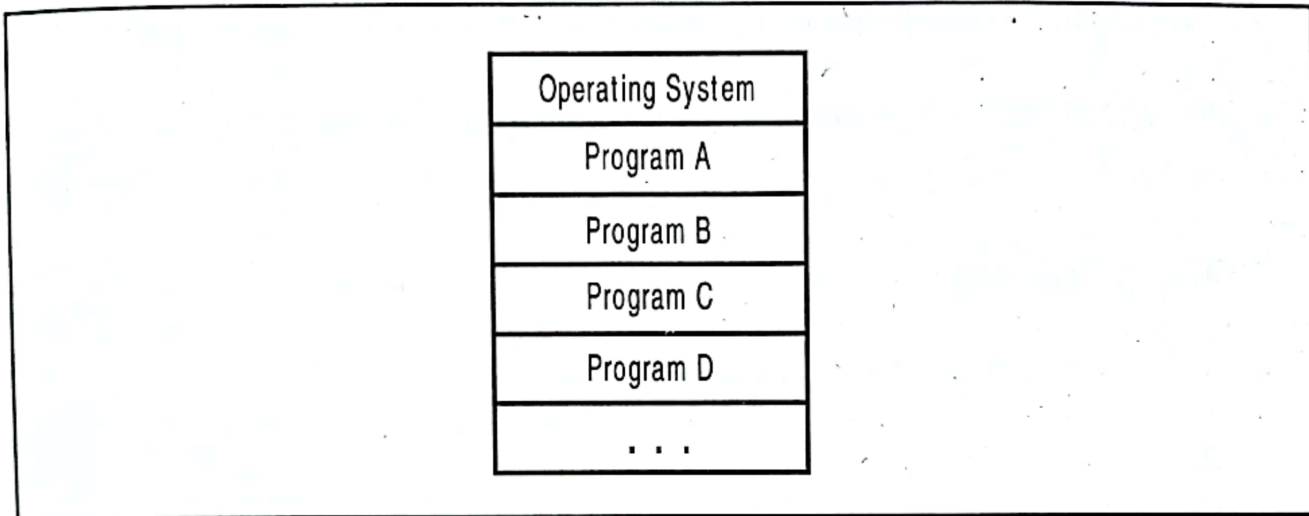 Operating System
Program A
Program B
Program C
Program D
. . .